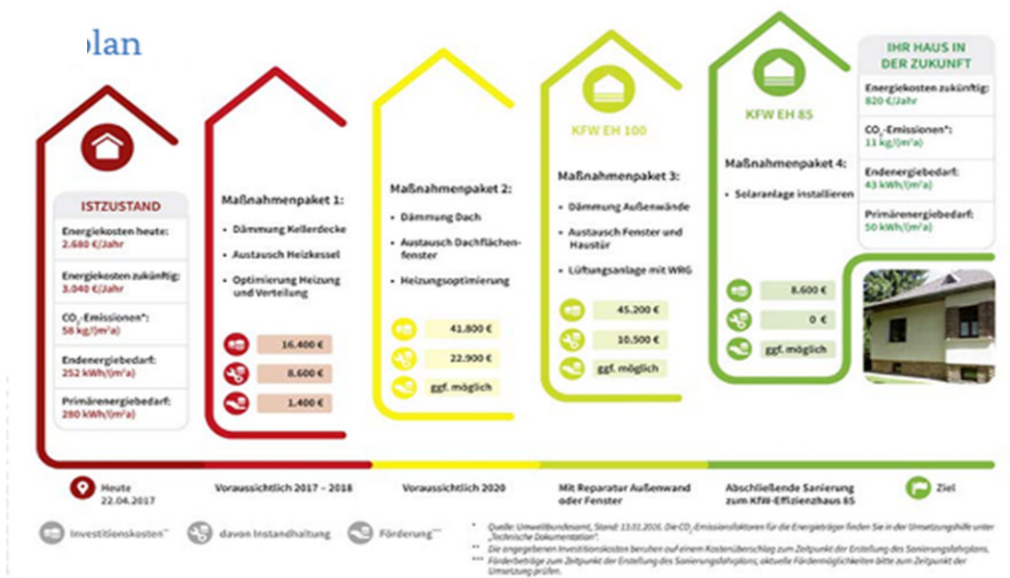 plan
IHR HAUS IN
DER ZUKUNFT
Energiekosten zukünftig:
820 €/Jahr
CO₂-Emissionen*:
11 kg/(m²a)
Endenergiebedarf:
43 kWh/(m²a)
Primärenergiebedarf:
50 kWh/(m²a)
ISTZUSTAND
Energiekosten heute:
2.680 €/Jahr
Energiekosten zukünftig:
3.040 €/Jahr
CO₂-Emissionen*:
58 kg/(m²a)
Endenergiebedarf:
252 kWh/(m²a)
Primärenergiebedarf:
280 kWh/(m²a)
Maßnahmenpaket 1:
• Dämmung Kellerdecke
• Austausch Heizkessel
• Optimierung Heizung
und Verteilung
16.400 €
8.600 €
1.400 €
Maßnahmenpaket 2:
• Dämmung Dach
• Austausch Dachflächen-
fenster
• Heizungsoptimierung
41.800 €
22.900 €
ggf. möglich
KFW EH 100
Maßnahmenpaket 3:
• Dämmung Außenwände
• Austausch Fenster und
Haustür
• Lüftungsanlage mit WRG
45.200 €
10.500 €
ggf. möglich
KFW EH 85
Maßnahmenpaket 4:
• Solaranlage installieren
8.600 €
0 €
ggf. möglich
Heute
22.04.2017
Voraussichtlich 2017 – 2018
Voraussichtlich 2020
Mit Reparatur Außenwand
oder Fenster
Abschließende Sanierung
zum KfW-Effizienzhaus 85
Ziel
Investitionskosten**
davon Instandhaltung
Förderung***
* Quelle: Umweltbundesamt, Stand: 13.01.2016. Die CO₂-Emissionsfaktoren für die Energieträger finden Sie in der Umsetzungshilfe unter
„Technische Dokumentation".
** Die angegebenen Investitionskosten beruhen auf einem Kostenüberschlag zum Zeitpunkt der Erstellung des Sanierungsfahrplans.
*** Förderbeträge zum Zeitpunkt der Erstellung des Sanierungsfahrplans, aktuelle Fördermöglichkeiten bitte zum Zeitpunkt der
Umsetzung prüfen.